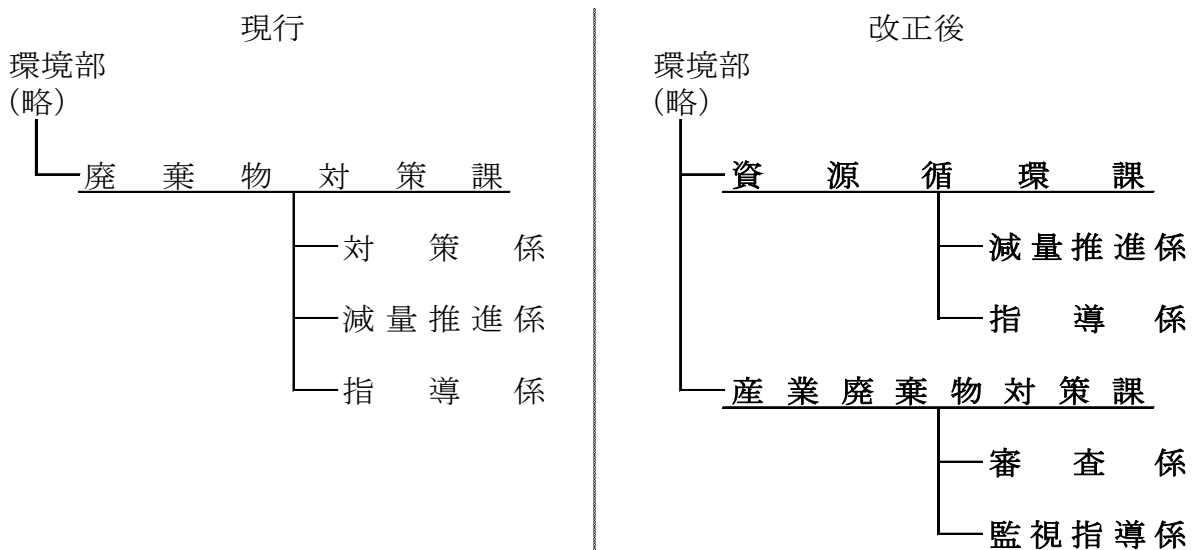 現行
環境部
(略)
廃棄物対策課
対策係
減量推進係
指導係
改正後
環境部
(略)
資源循環課
減量推進係
指導係
産業廃棄物対策課
審査係
監視指導係